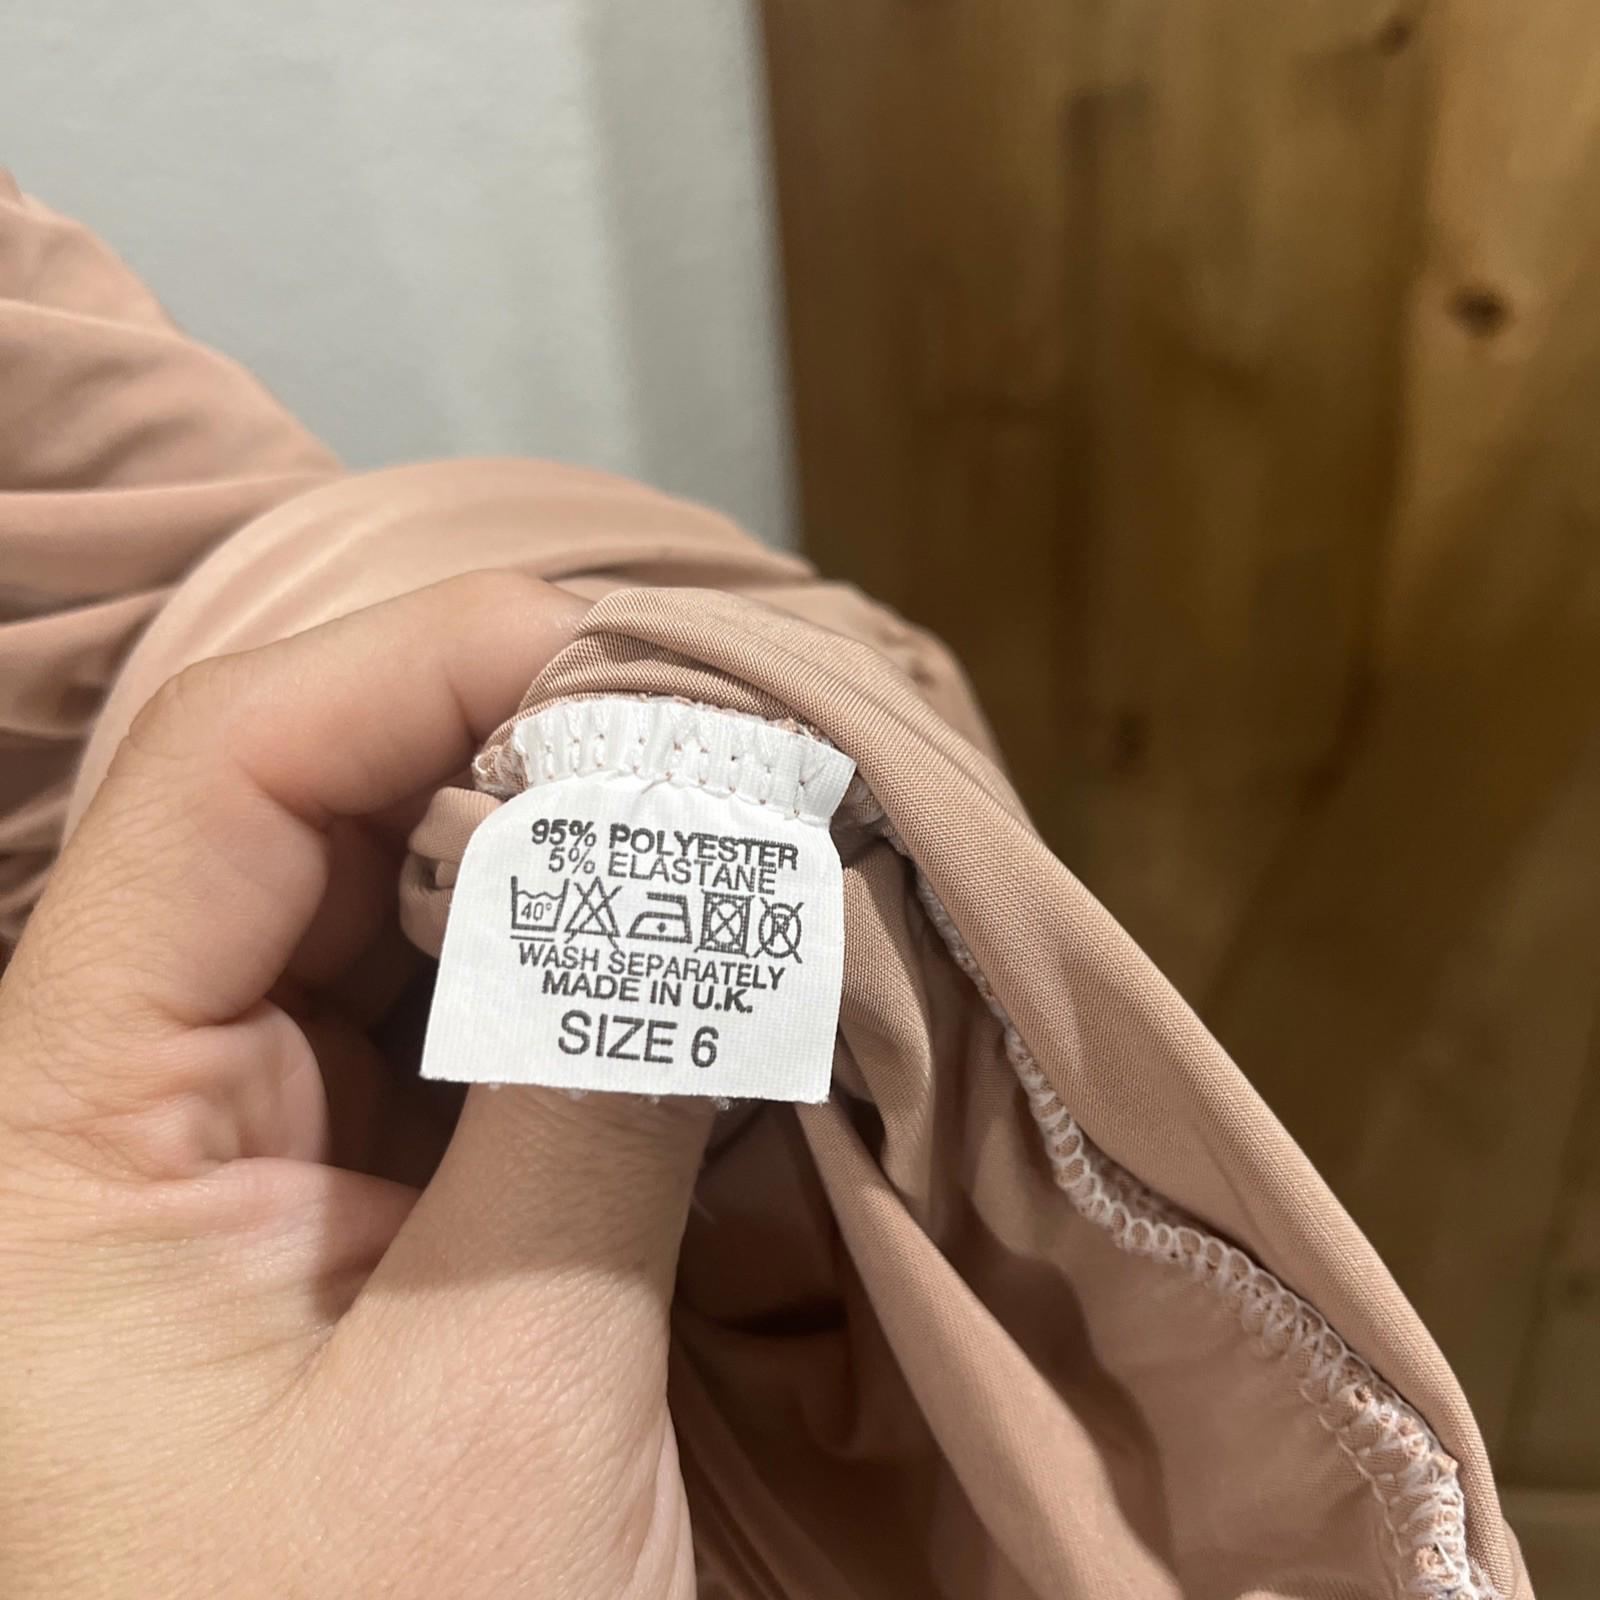 95% POLYESTER
5% ELASTANE
40°
WASH SEPARATELY
MADE IN U.K.
SIZE 6